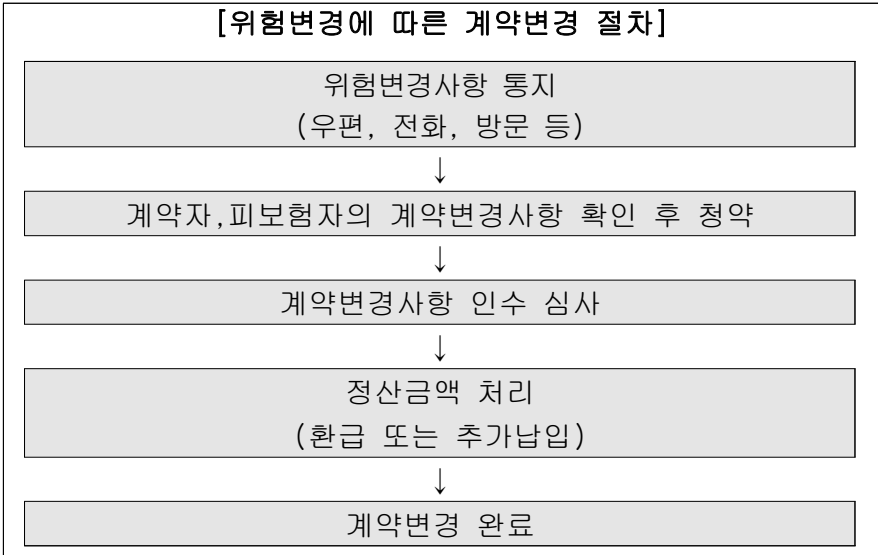 [위험변경에 따른 계약변경 절차]
위험변경사항 통지
(우편, 전화, 방문 등)
↓
계약자,피보험자의 계약변경사항 확인 후 청약
↓
계약변경사항 인수 심사
↓
정산금액 처리
(환급 또는 추가납입)
↓
계약변경 완료